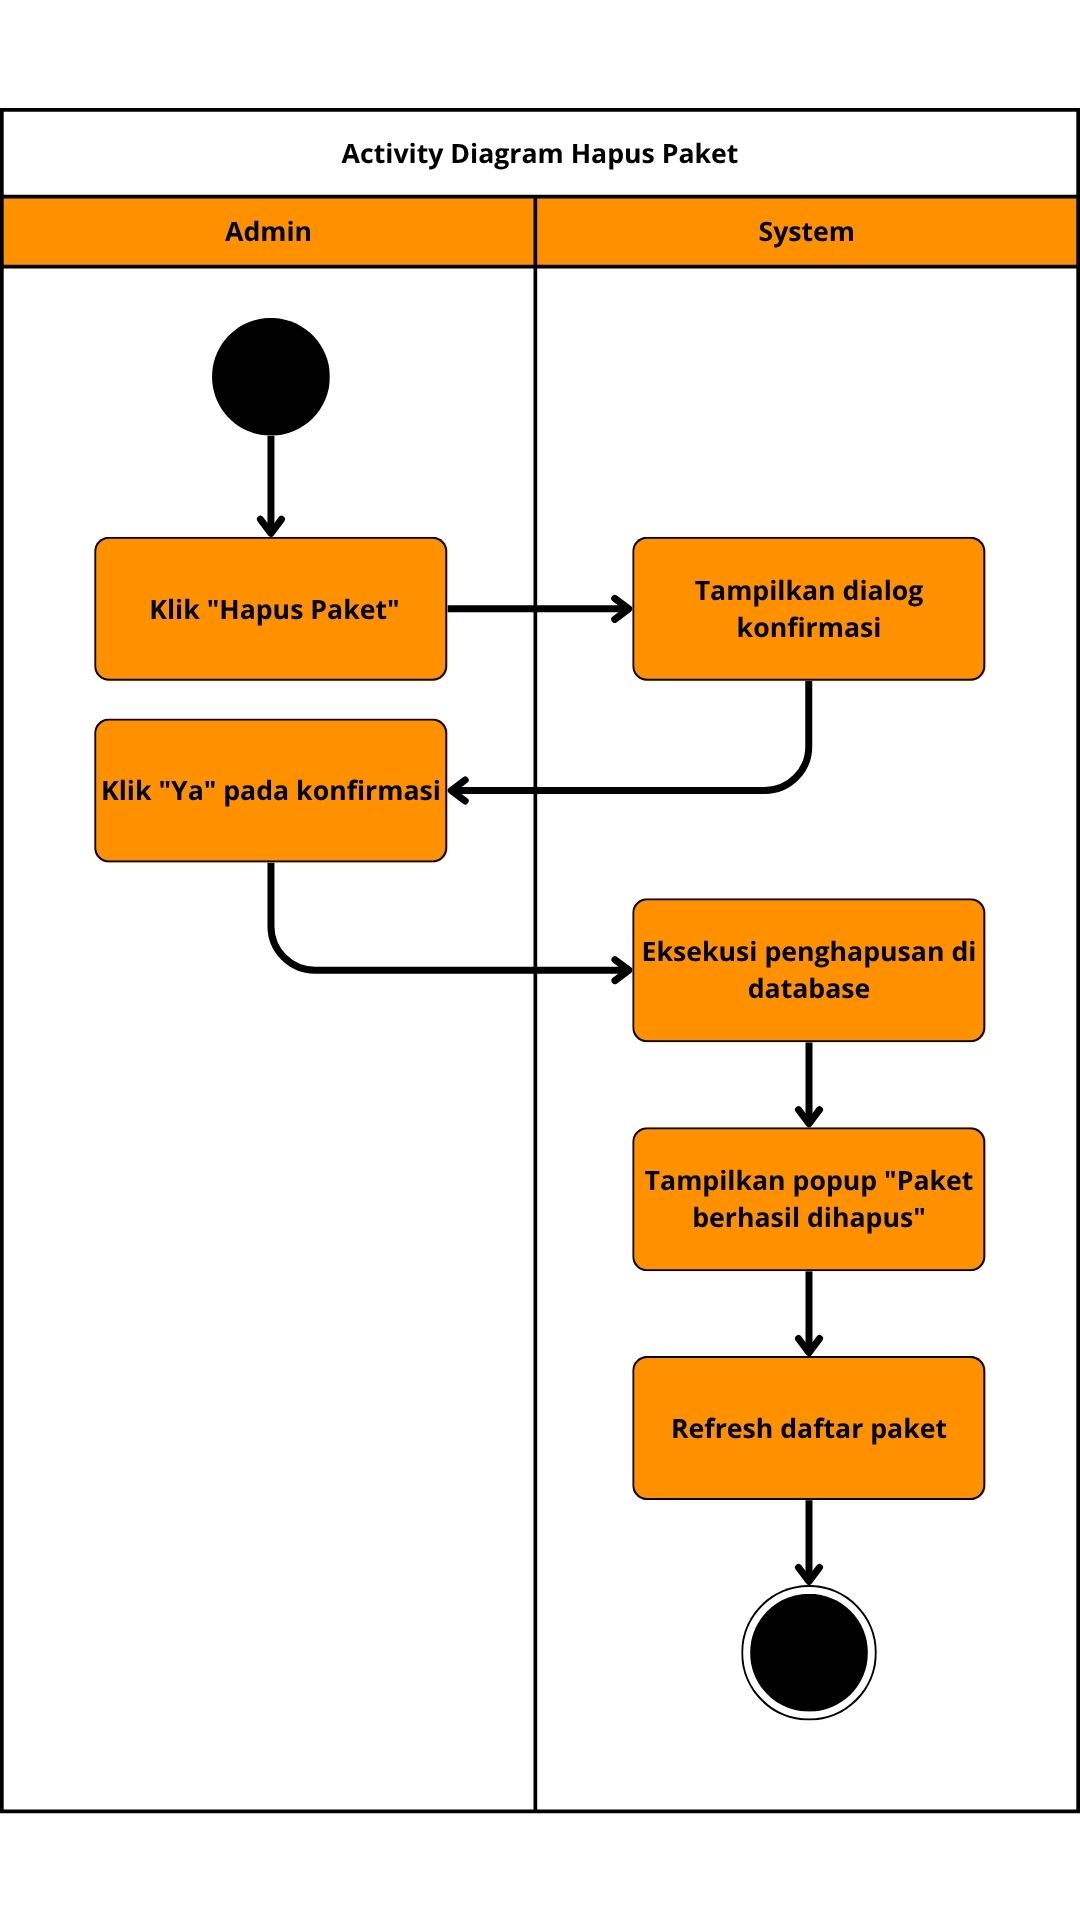 Activity Diagram Hapus Paket
Admin
System
Klik "Hapus Paket"
Tampilkan dialog
konfirmasi
Klik "Ya" pada konfirmasi
Eksekusi penghapusan di
database
Tampilkan popup "Paket
berhasil dihapus"
Refresh daftar paket